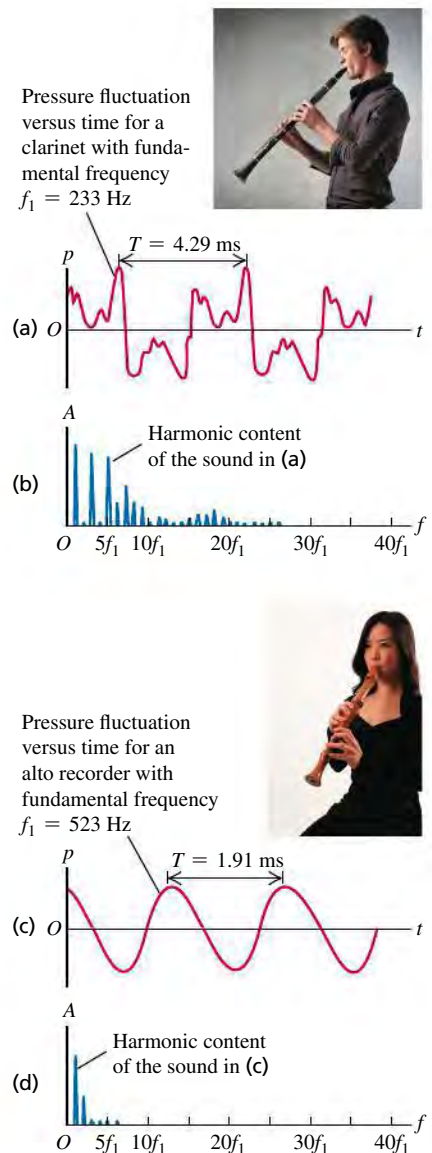 Pressure fluctuation
versus time for a
clarinet with funda-
mental frequency
f₁ = 233 Hz
T = 4.29 ms
p
(a)
O
t
A
Harmonic content
of the sound in (a)
(b)
f
O 5f₁ 10f₁ 20f₁ 30f₁ 40f₁
Pressure fluctuation
versus time for an
alto recorder with
fundamental frequency
f₁ = 523 Hz
T = 1.91 ms
p
(c)
O
t
A
Harmonic content
of the sound in (c)
(d)
f
O 5f₁ 10f₁ 20f₁ 30f₁ 40f₁